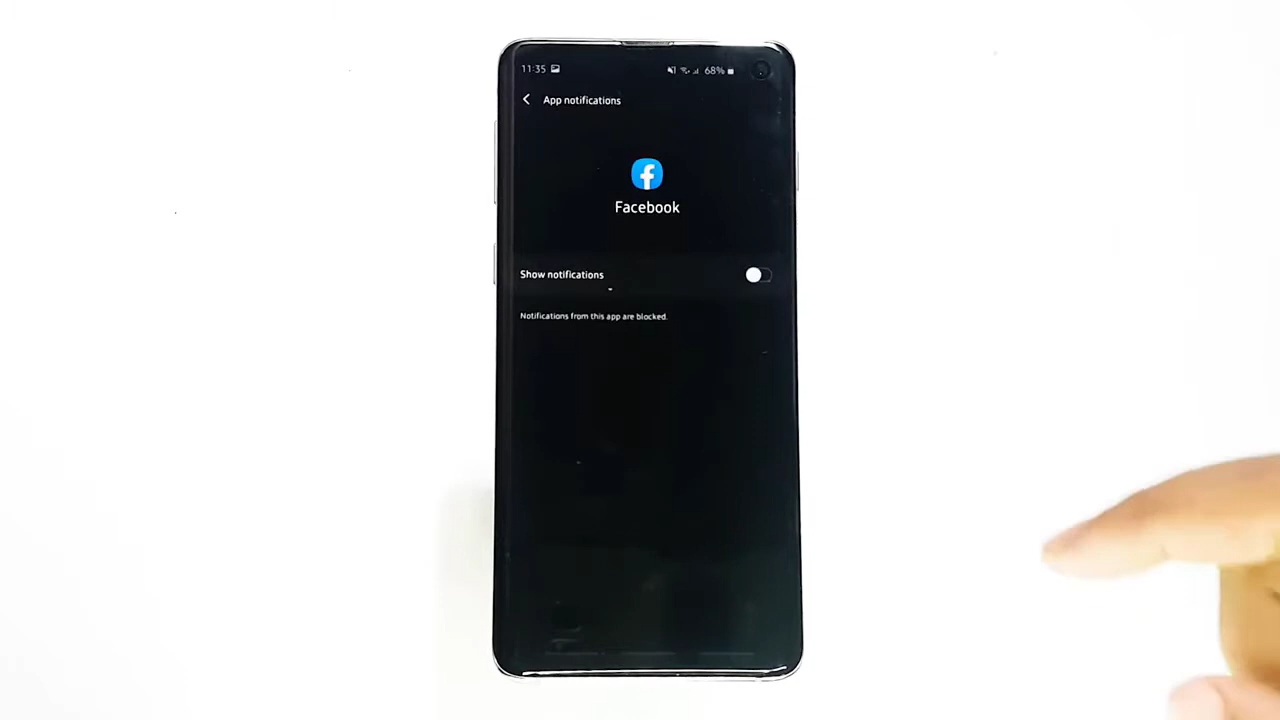 11:35 68%
App notifications
Facebook
Show notifications
Notifications from this app are blocked.